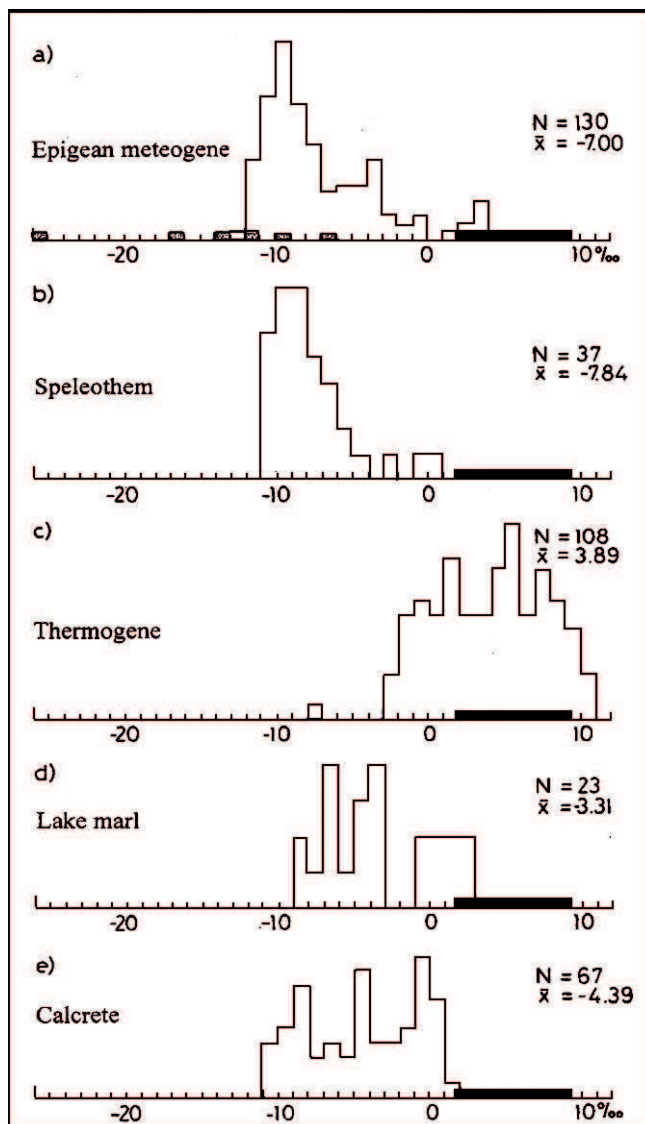 a)
Epigean meteogene
N = 130
x̄ = -7.00
-20 -10 0 10‰
b)
Speleothem
N = 37
x̄ = -7.84
-20 -10 0 10
c)
Thermogene
N = 108
x̄ = 3.89
-20 -10 0 10
d)
Lake marl
N = 23
x̄ = -3.31
-20 -10 0 10
e)
Calcrete
N = 67
x̄ = -4.39
-20 -10 0 10‰